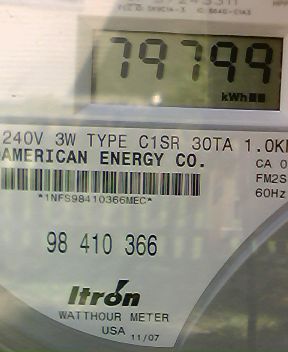 79799
kWh
240V 3W TYPE C1SR 30TA 1.0K
AMERICAN ENERGY CO.
CA 0
FM2S
60Hz
*1NFS98410366MEC*
98 410 366
Itron
WATTHOUR METER
USA 11/07